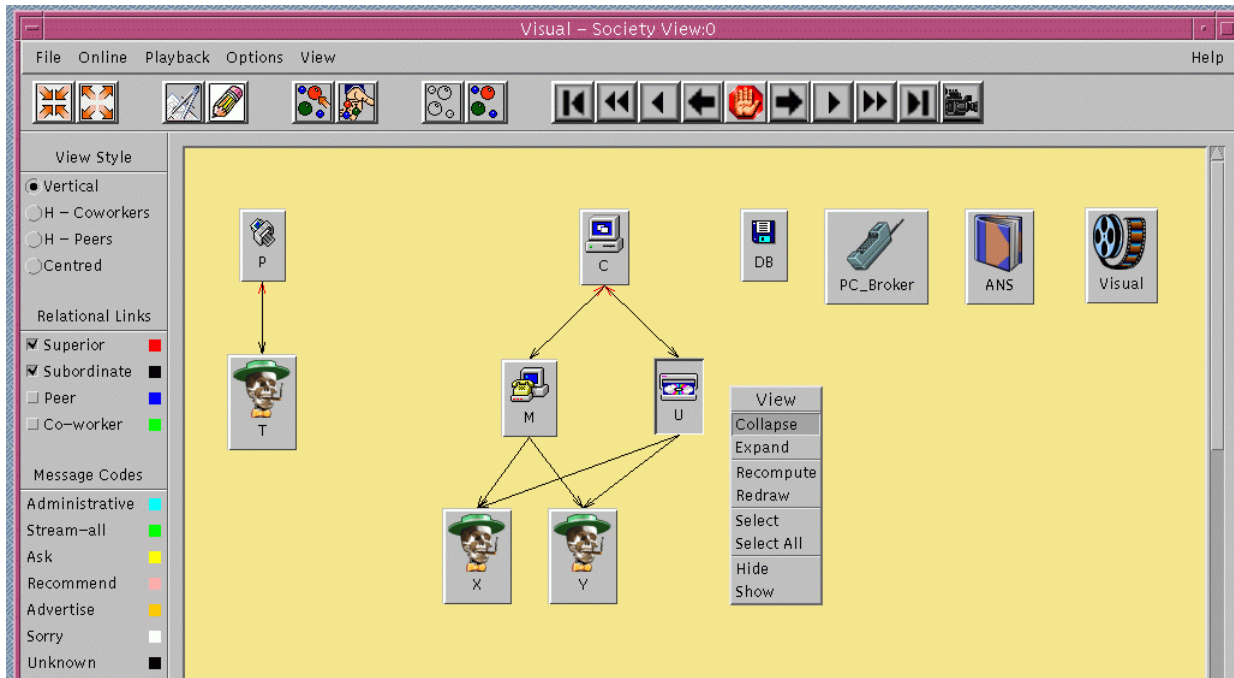 Visual – Society View:0
File Online Playback Options View Help
View Style
Vertical
H – Coworkers
H – Peers
Centred
Relational Links
Superior
Subordinate
Peer
Co–worker
Message Codes
Administrative
Stream–all
Ask
Recommend
Advertise
Sorry
Unknown
P
C
DB
PC_Broker
ANS
Visual
T
M
U
X
Y
View
Collapse
Expand
Recompute
Redraw
Select
Select All
Hide
Show